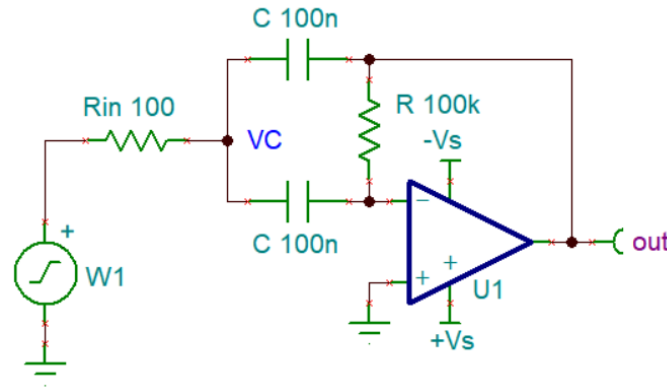 C 100n
Rin 100
VC
R 100k
-Vs
C 100n
+
W1
−
+
+
U1
+Vs
out